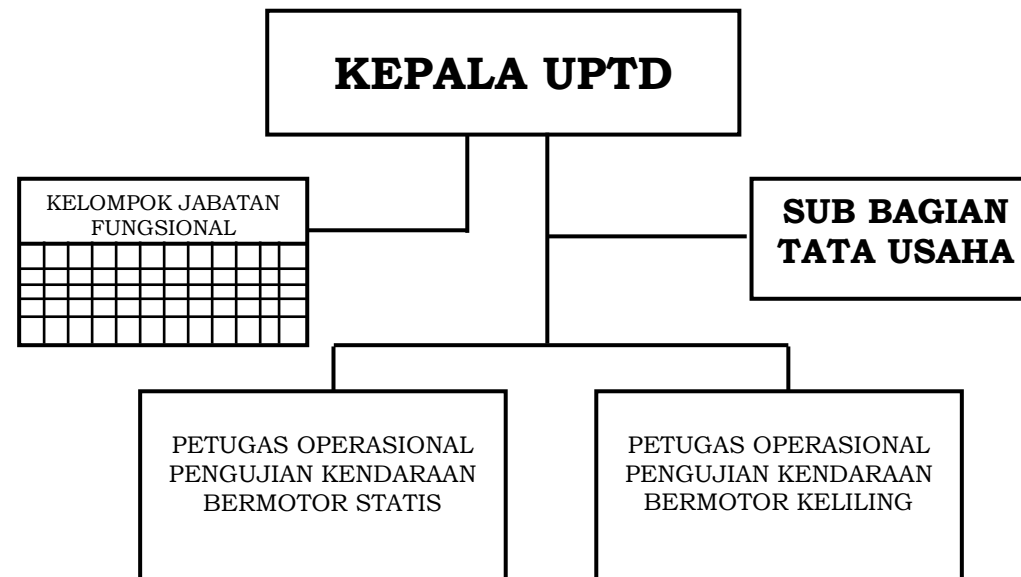 KEPALA UPTD
KELOMPOK JABATAN
FUNGSIONAL
SUB BAGIAN
TATA USAHA
PETUGAS OPERASIONAL
PENGUJIAN KENDARAAN
BERMOTOR STATIS
PETUGAS OPERASIONAL
PENGUJIAN KENDARAAN
BERMOTOR KELILING